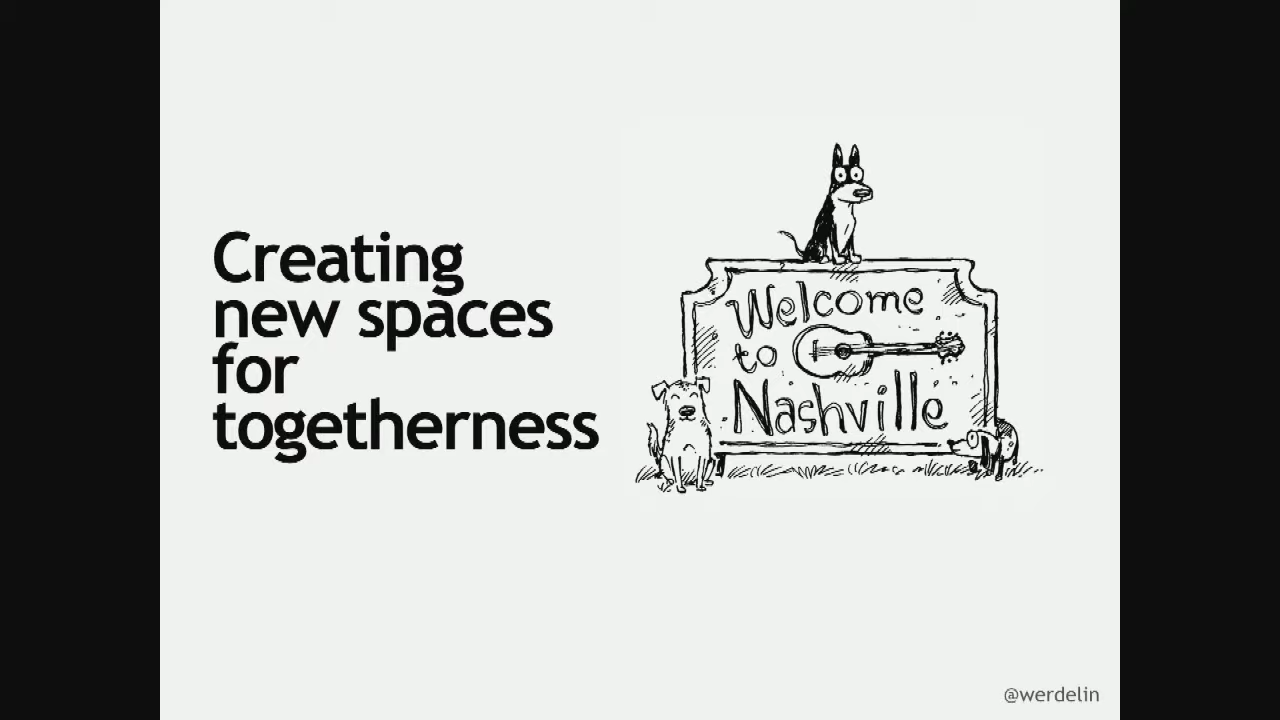 Creating
new spaces
for
togetherness
Welcome
to
Nashville
@werdelin